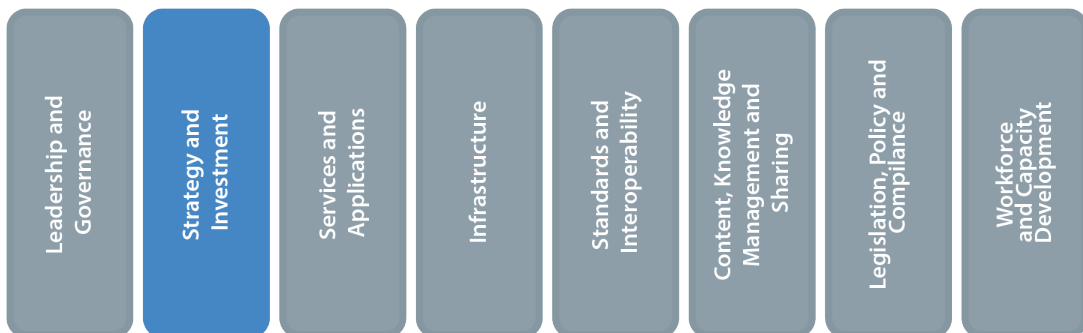 Leadership and
Governance
Strategy and
Investment
Services and
Applications
Infrastructure
Standards and
Interoperability
Content, Knowledge
Management and
Sharing
Legislation, Policy and
Compilance
Workforce
and Capacity
Development